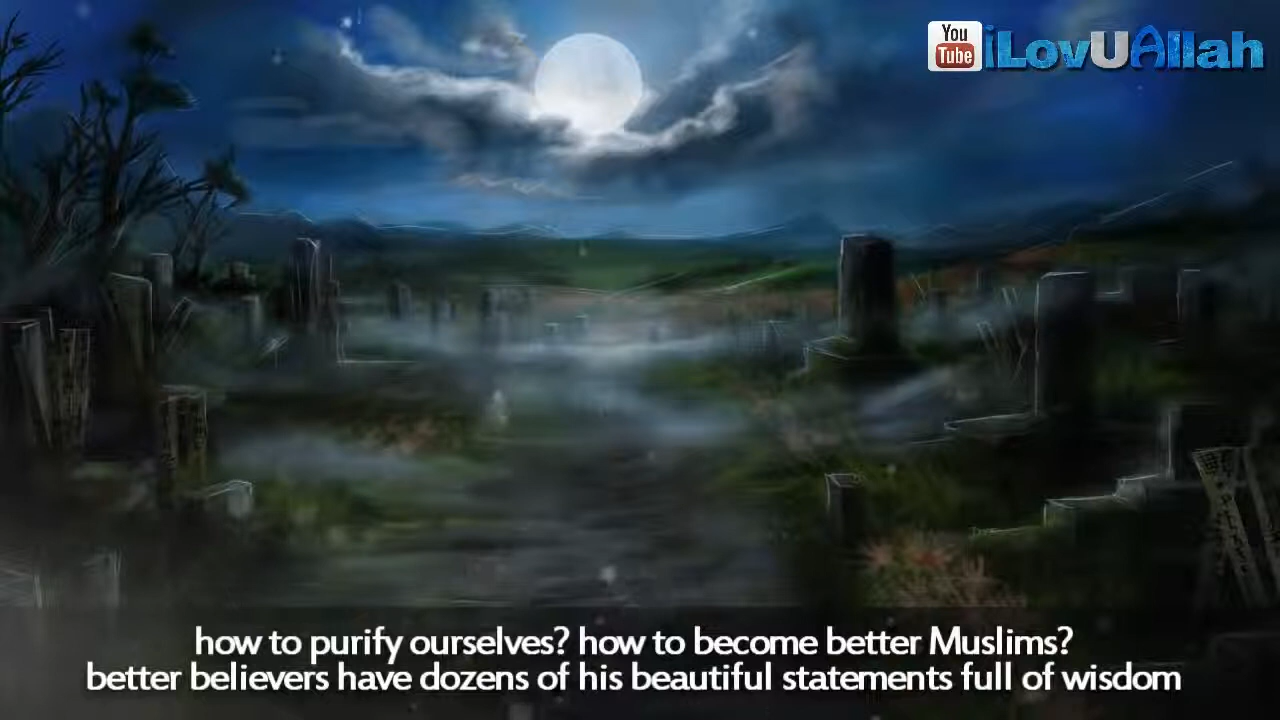 You
Tube
iLovUAllah
how to purify ourselves? how to become better Muslims?
better believers have dozens of his beautiful statements full of wisdom